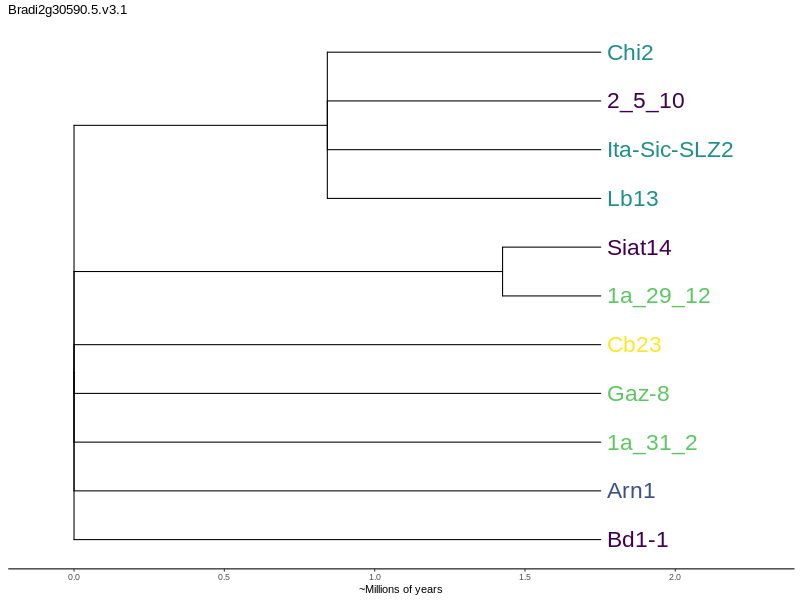 Bradi2g30590.5.v3.1
Chi2
2_5_10
Ita-Sic-SLZ2
Lb13
Siat14
1a_29_12
Cb23
Gaz-8
1a_31_2
Arn1
Bd1-1
0.0 0.5 1.0 1.5 2.0
~Millions of years